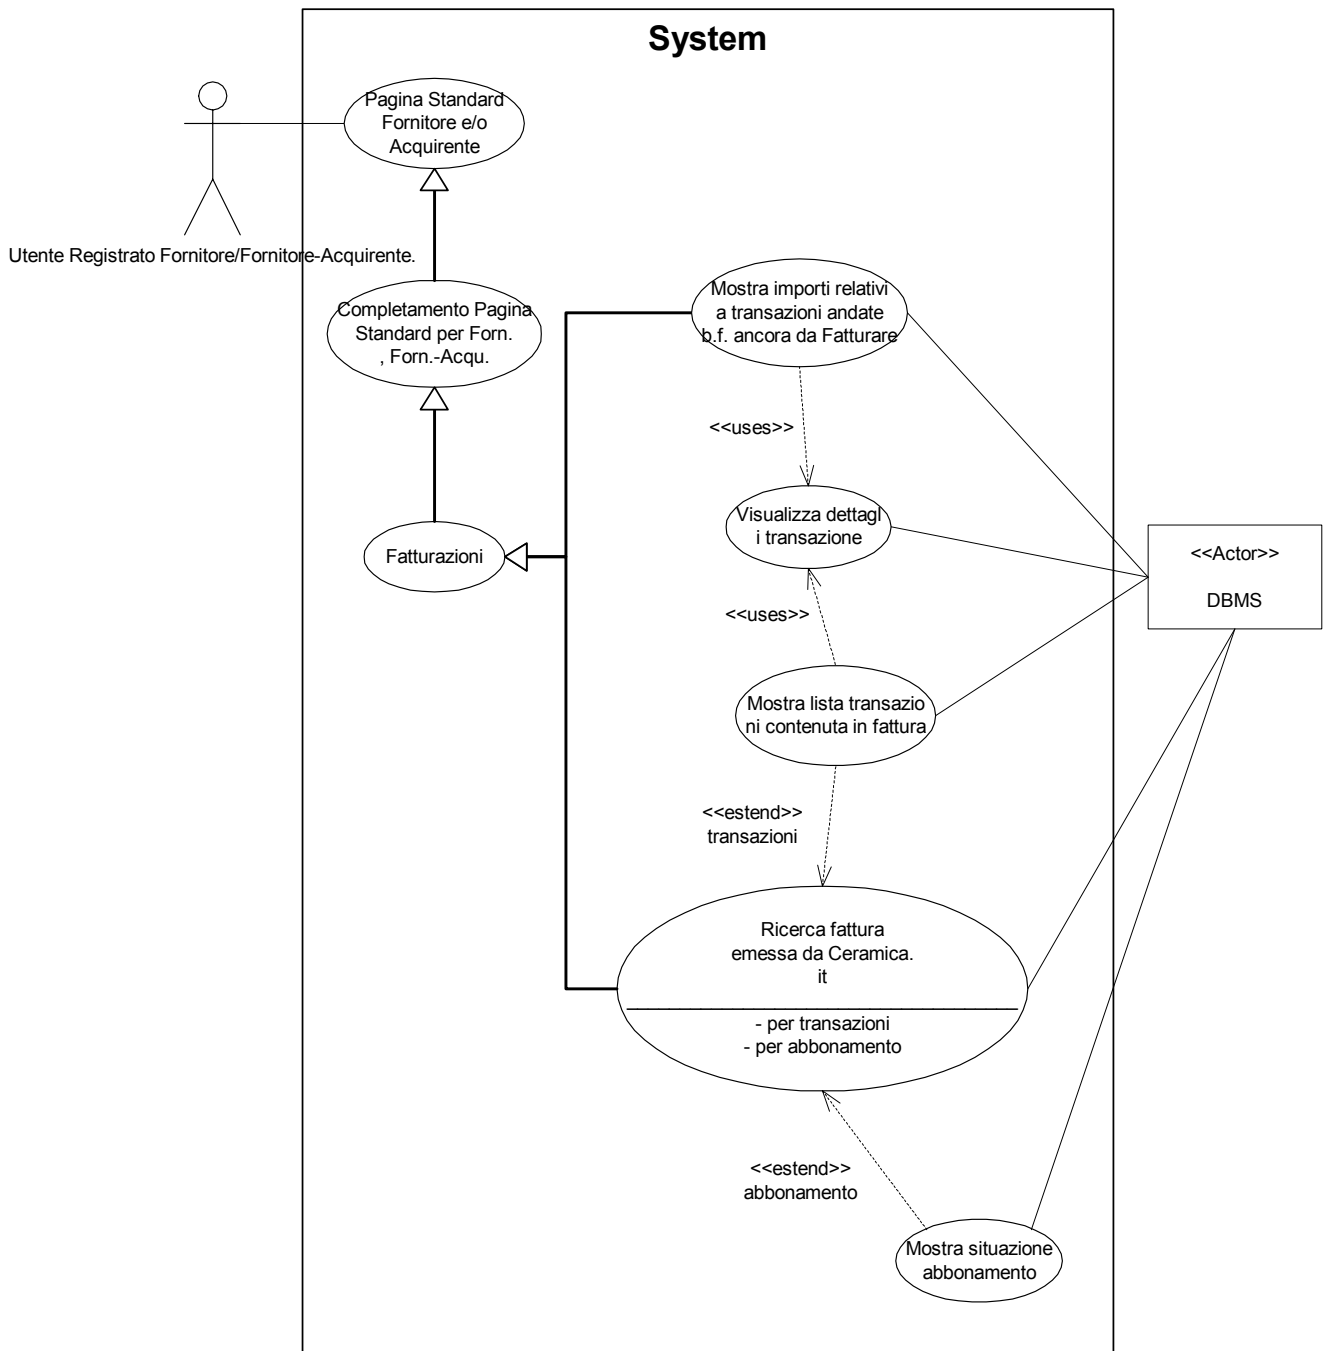 System
Pagina Standard
Fornitore e/o
Acquirente
Utente Registrato Fornitore/Fornitore-Acquirente.
Completamento Pagina
Standard per Forn.
, Forn.-Acqu.
Mostra importi relativi
a transazioni andate
b.f. ancora da Fatturare
<<uses>>
Visualizza dettagl
i transazione
Fatturazioni
<<Actor>>
DBMS
<<uses>>
Mostra lista transazio
ni contenuta in fattura
<<estend>>
transazioni
Ricerca fattura
emessa da Ceramica.
it
- per transazioni
- per abbonamento
<<estend>>
abbonamento
Mostra situazione
abbonamento